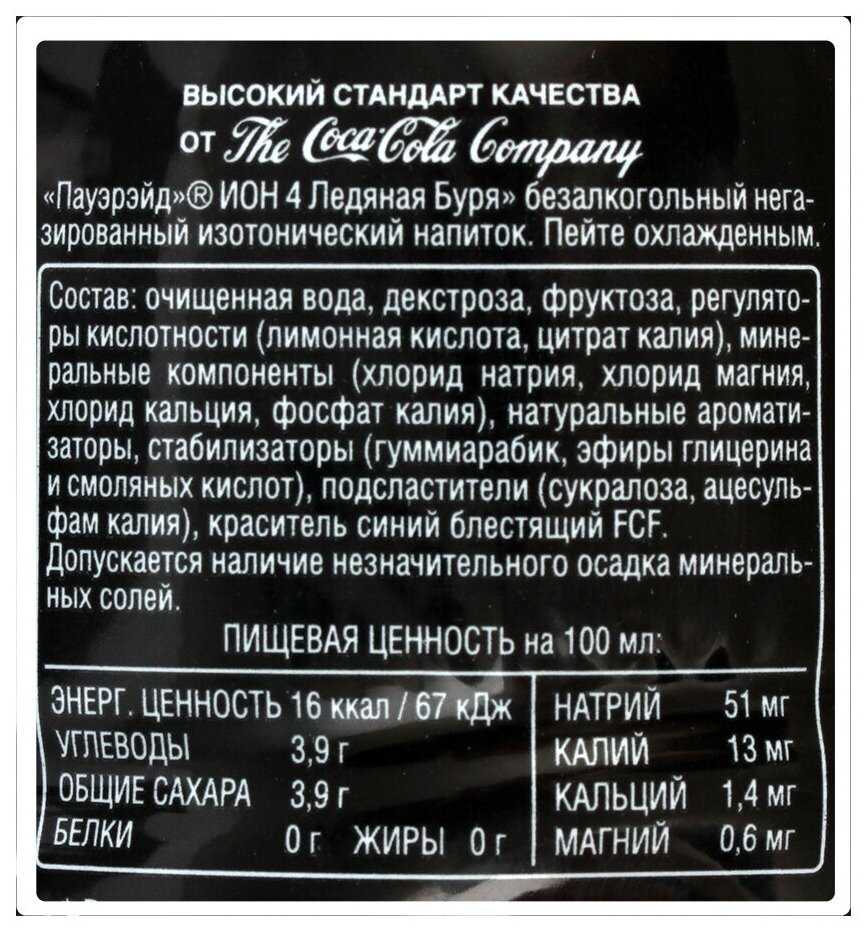 ВЫСОКИЙ СТАНДАРТ КАЧЕСТВА
от The Coca-Cola Company
«Пауэрэйд»® ИОН 4 Ледяная Буря» безалкогольный нега-
зированный изотонический напиток. Пейте охлажденным.
Состав: очищенная вода, декстроза, фруктоза, регулято-
ры кислотности (лимонная кислота, цитрат калия), мине-
ральные компоненты (хлорид натрия, хлорид магния,
хлорид кальция, фосфат калия), натуральные аромати-
заторы, стабилизаторы (гуммиарабик, эфиры глицерина
и смоляных кислот), подсластители (сукралоза, ацесуль-
фам калия), краситель синий блестящий FCF.
Допускается наличие незначительного осадка минераль-
ных солей.
ПИЩЕВАЯ ЦЕННОСТЬ на 100 мл:
ЭНЕРГ. ЦЕННОСТЬ 16 ккал / 67 кДж НАТРИЙ 51 мг
УГЛЕВОДЫ 3,9 г КАЛИЙ 13 мг
ОБЩИЕ САХАРА 3,9 г КАЛЬЦИЙ 1,4 мг
БЕЛКИ 0 г ЖИРЫ 0 г МАГНИЙ 0,6 мг